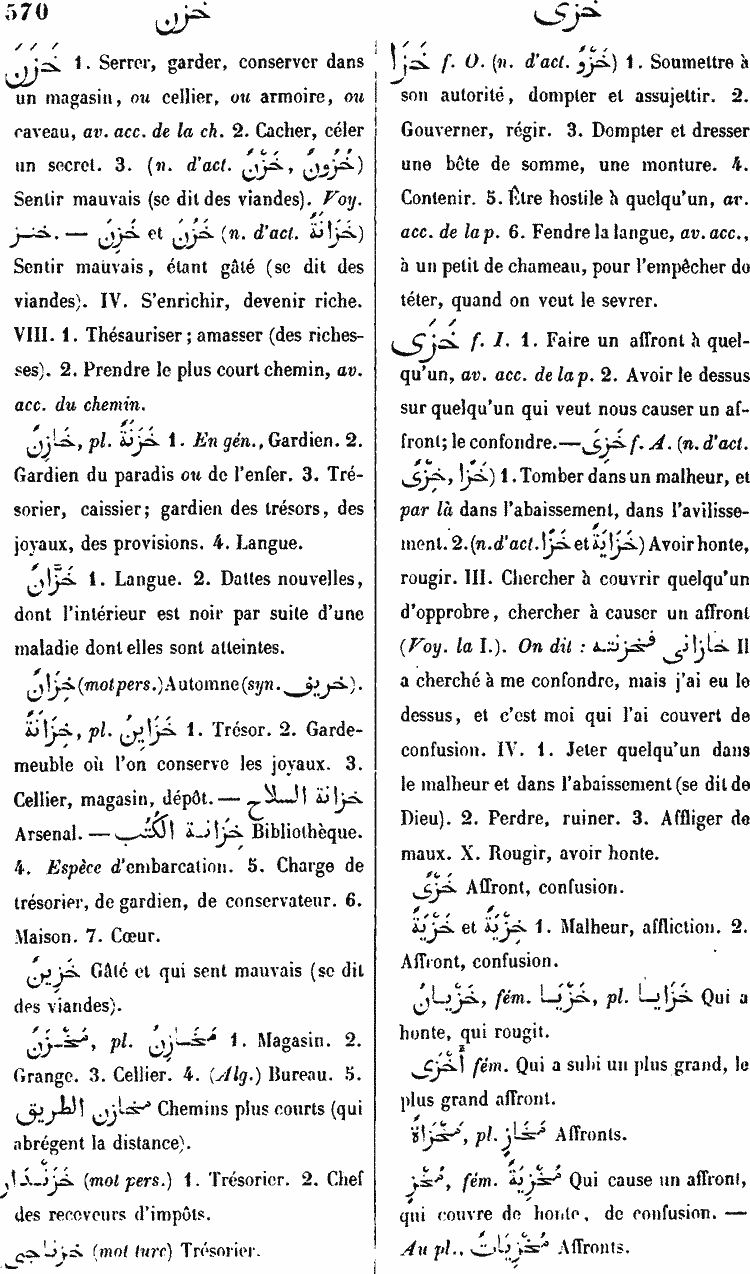 570
خزن
خزى
خَزَنَ 1. Serrer, garder, conserver dans
un magasin, ou cellier, ou armoire, ou
caveau, av. acc. de la ch. 2. Cacher, céler
un secret. 3. (n. d'act. خَزْن, خُزُون)
Sentir mauvais (se dit des viandes). Voy.
خنز. — خَزِنَ et خَزُنَ (n. d'act. خَزَانَةٌ)
Sentir mauvais, étant gâté (se dit des
viandes). IV. S'enrichir, devenir riche.
VIII. 1. Thésauriser; amasser (des riches-
ses). 2. Prendre le plus court chemin, av.
acc. du chemin.
خَازِنٌ, pl. خَزَنَةٌ 1. En gén., Gardien. 2.
Gardien du paradis ou de l'enfer. 3. Tré-
sorier, caissier; gardien des trésors, des
joyaux, des provisions. 4. Langue.
خَزَّانٌ 1. Langue. 2. Dattes nouvelles,
dont l'intérieur est noir par suite d'une
maladie dont elles sont atteintes.
خِزَانٌ (mot pers.) Automne (syn. خريف).
خِزَانَةٌ, pl. خَزَايِنُ 1. Trésor. 2. Garde-
meuble où l'on conserve les joyaux. 3.
Cellier, magasin, dépôt. — خزانة السلاح
Arsenal. — خِزَانة الكُتُب Bibliothèque.
4. Espèce d'embarcation. 5. Charge de
trésorier, de gardien, de conservateur. 6.
Maison. 7. Cœur.
خَزِينٌ Gâté et qui sent mauvais (se dit
des viandes).
مَخْزَنٌ, pl. مَخَازِنُ 1. Magasin. 2.
Grange. 3. Cellier. 4. (Alg.) Bureau. 5.
مخازن الطريق Chemins plus courts (qui
abrégent la distance).
خَزْنَدَار (mot pers.) 1. Trésorier. 2. Chef
des receveurs d'impôts.
خزناجى (mot turc) Trésorier.
خَزَا f. O. (n. d'act. خَزْوٌ) 1. Soumettre à
son autorité, dompter et assujettir. 2.
Gouverner, régir. 3. Dompter et dresser
une bête de somme, une monture. 4.
Contenir. 5. Être hostile à quelqu'un, av.
acc. de la p. 6. Fendre la langue, av. acc.,
à un petit de chameau, pour l'empêcher de
téter, quand on veut le sevrer.
خَزَى f. I. 1. Faire un affront à quel-
qu'un, av. acc. de la p. 2. Avoir le dessus
sur quelqu'un qui veut nous causer un af-
front; le confondre. — خَزِىَ f. A. (n. d'act.
خَزًا, خِزْىٌ) 1. Tomber dans un malheur, et
par là dans l'abaissement, dans l'avilisse-
ment. 2. (n. d'act. خَزًا et خَزَايَةٌ) Avoir honte,
rougir. III. Chercher à couvrir quelqu'un
d'opprobre, chercher à causer un affront
(Voy. la I.). On dit : خازانى فخزيته Il
a cherché à me confondre, mais j'ai eu le
dessus, et c'est moi qui l'ai couvert de
confusion. IV. 1. Jeter quelqu'un dans
le malheur et dans l'abaissement (se dit de
Dieu). 2. Perdre, ruiner. 3. Affliger de
maux. X. Rougir, avoir honte.
خَزًى Affront, confusion.
خَزْيَةٌ et خِزْيَةٌ 1. Malheur, affliction. 2.
Affront, confusion.
خَزْيَانُ, fém. خَزْيَا, pl. خَزَايا Qui a
honte, qui rougit.
أَخْزَى fém. Qui a subi un plus grand, le
plus grand affront.
مَخْزَاةٌ, pl. مَخَازٍ Affronts.
مُخْزٍ, fém. مُخْزِيَةٌ Qui cause un affront,
qui couvre de honte, de confusion. —
Au pl., مُخْزِيَاتٌ Affronts.